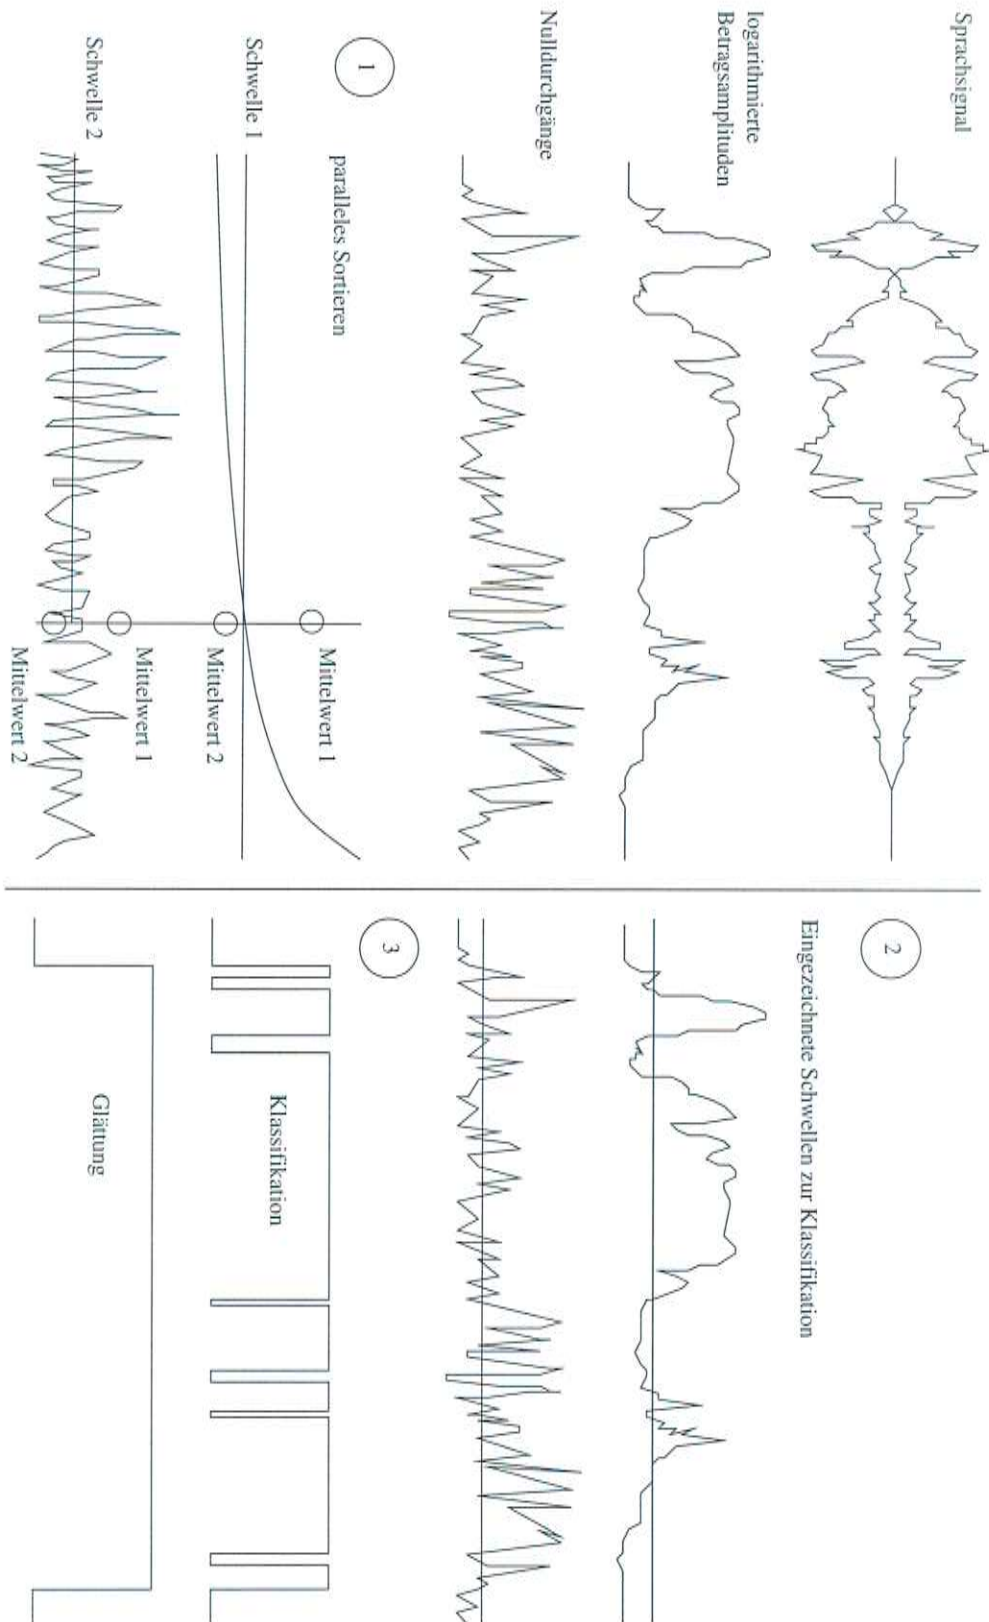 Sprachsignal
logarithmierte
Betragsamplituden
Nulldurchgänge
1
paralleles Sortieren
Schwelle 1
Mittelwert 1
Mittelwert 2
Schwelle 2
Mittelwert 1
Mittelwert 2
2
Eingezeichnete Schwellen zur Klassifikation
3
Klassifikation
Glättung